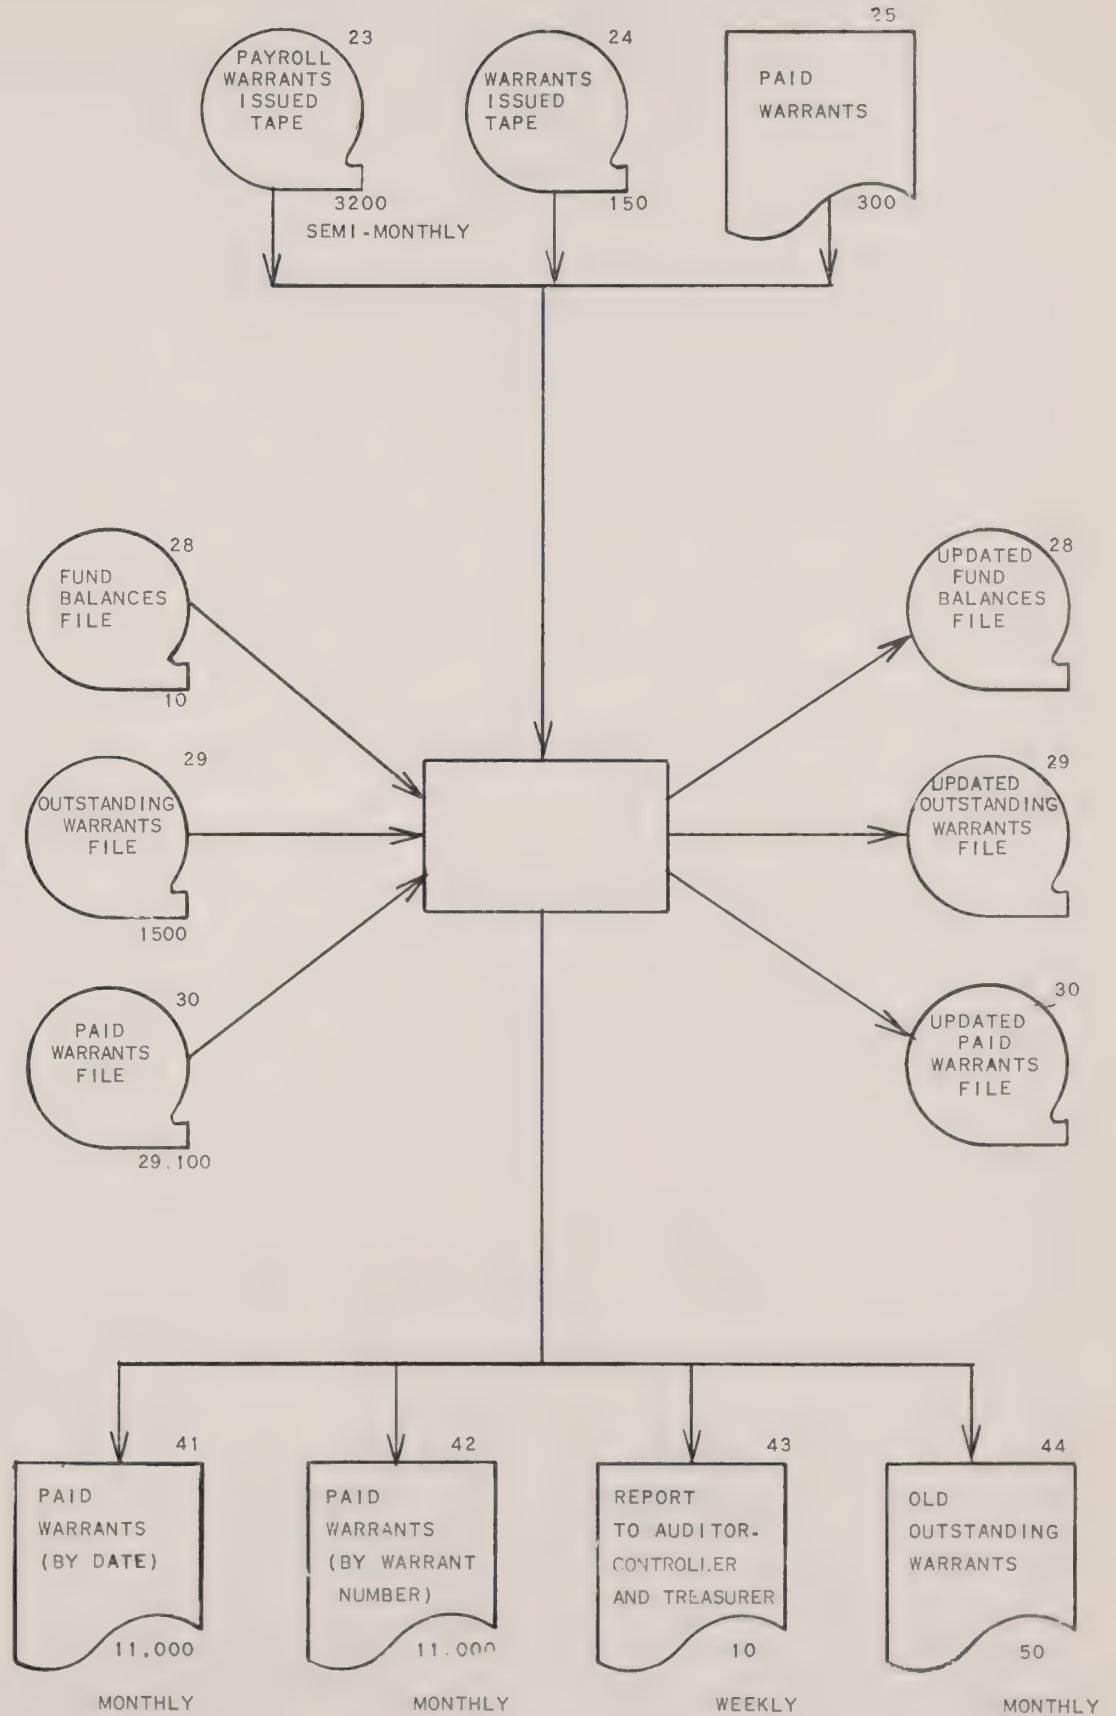 23
PAYROLL
WARRANTS
ISSUED
TAPE
3200
SEMI-MONTHLY
24
WARRANTS
ISSUED
TAPE
150
25
PAID
WARRANTS
300
28
FUND
BALANCES
FILE
10
28
UPDATED
FUND
BALANCES
FILE
29
OUTSTANDING
WARRANTS
FILE
1500
29
UPDATED
OUTSTANDING
WARRANTS
FILE
30
PAID
WARRANTS
FILE
29,100
30
UPDATED
PAID
WARRANTS
FILE
41
PAID
WARRANTS
(BY DATE)
11,000
MONTHLY
42
PAID
WARRANTS
(BY WARRANT
NUMBER)
11,000
MONTHLY
43
REPORT
TO AUDITOR-
CONTROLLER
AND TREASURER
10
WEEKLY
44
OLD
OUTSTANDING
WARRANTS
50
MONTHLY